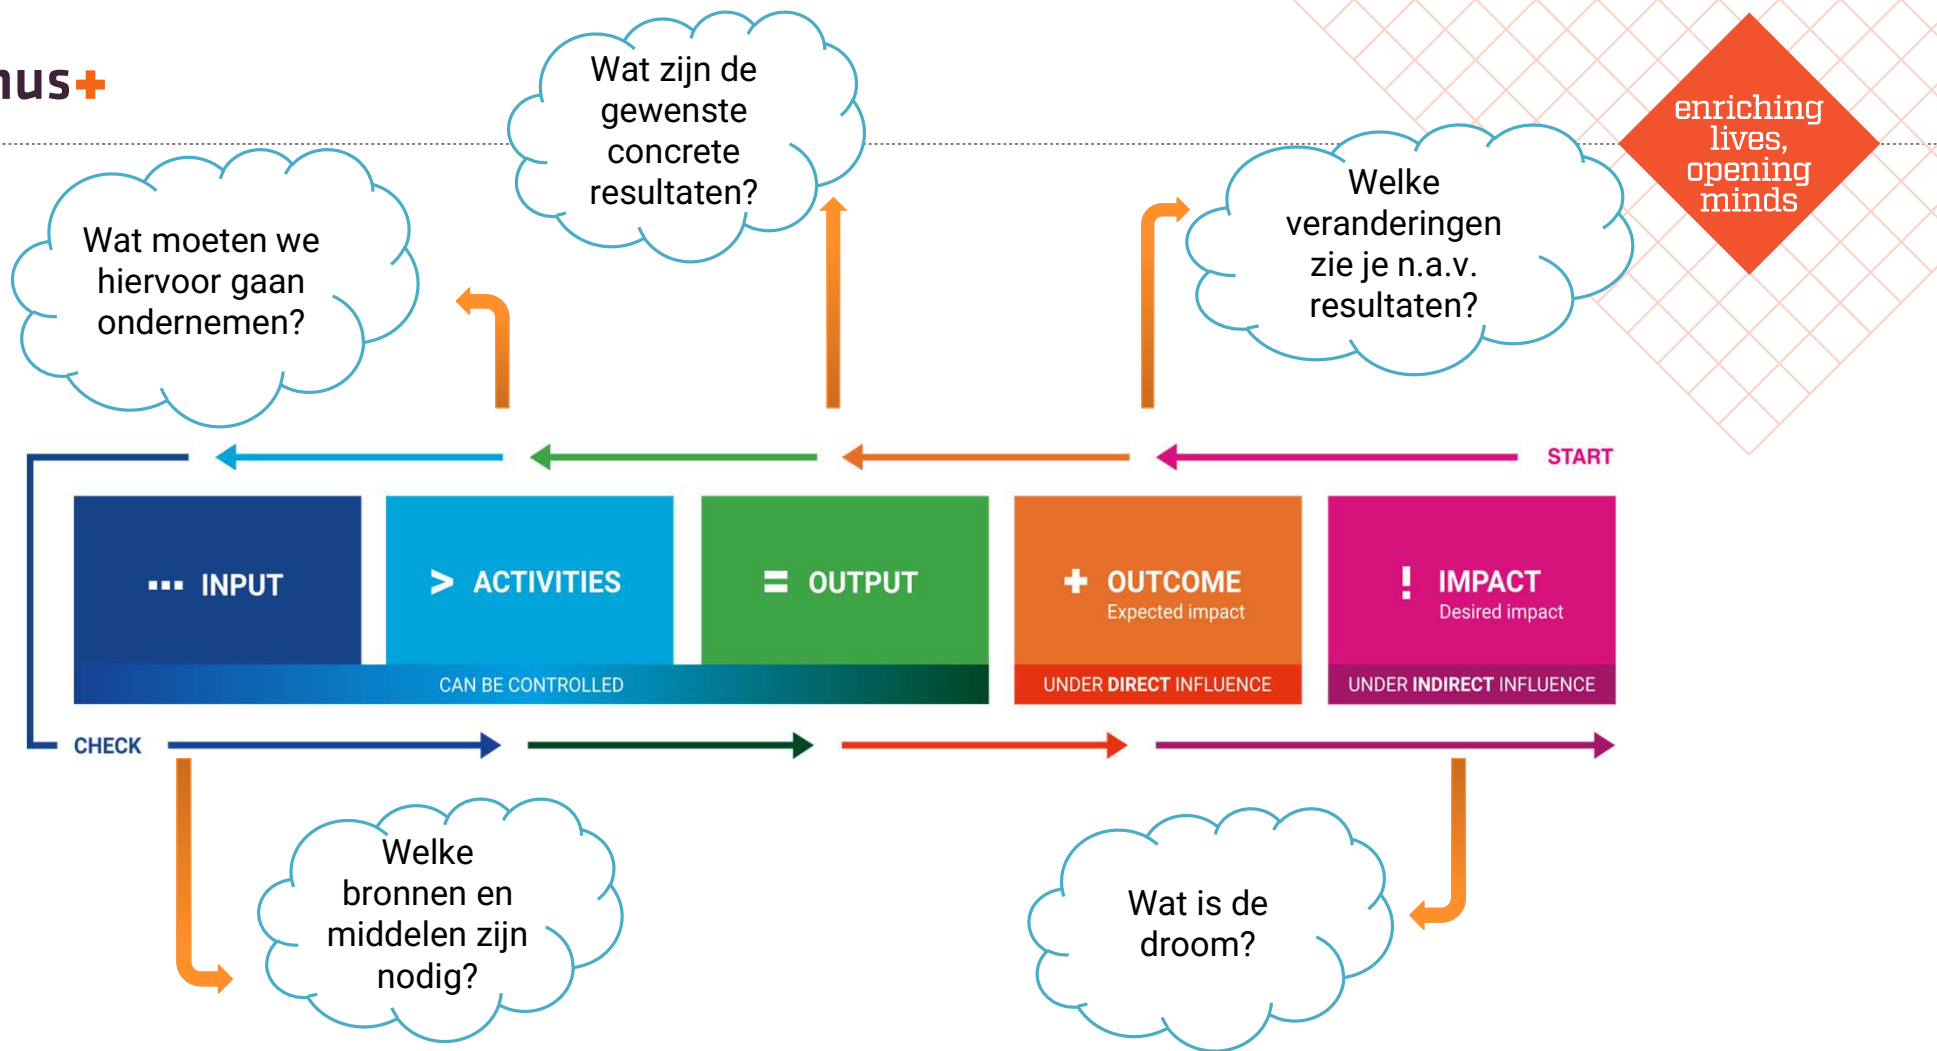 nus+
enriching
lives,
opening
minds
Wat moeten we
hiervoor gaan
ondernemen?
Wat zijn de
gewenste
concrete
resultaten?
Welke
veranderingen
zie je n.a.v.
resultaten?
START
... INPUT
> ACTIVITIES
= OUTPUT
+ OUTCOME
Expected impact
! IMPACT
Desired impact
CAN BE CONTROLLED
UNDER DIRECT INFLUENCE
UNDER INDIRECT INFLUENCE
CHECK
Welke
bronnen en
middelen zijn
nodig?
Wat is de
droom?